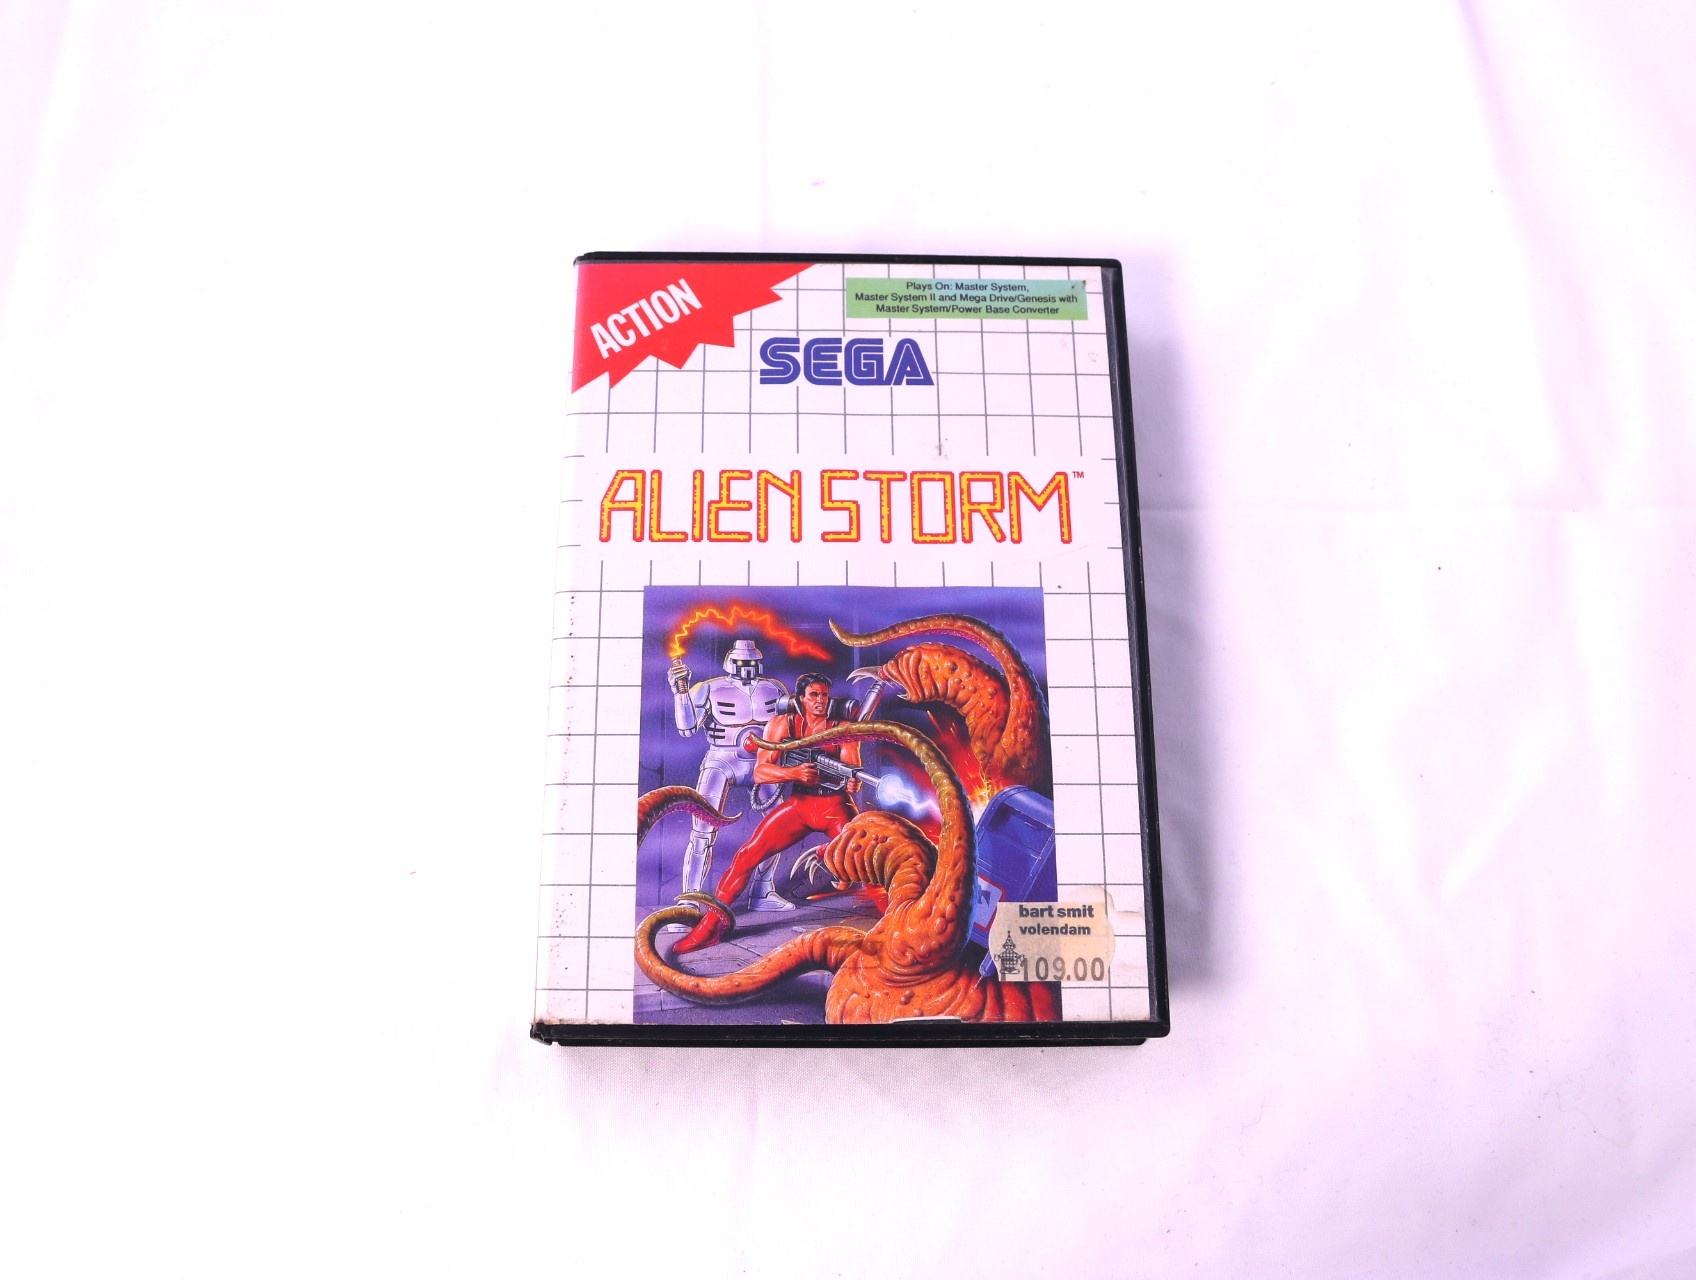 ACTION
Plays On: Master System,
Master System II and Mega Drive/Genesis with
Master System/Power Base Converter
SEGA
ALIEN STORM™
bart smit
volendam
109.00